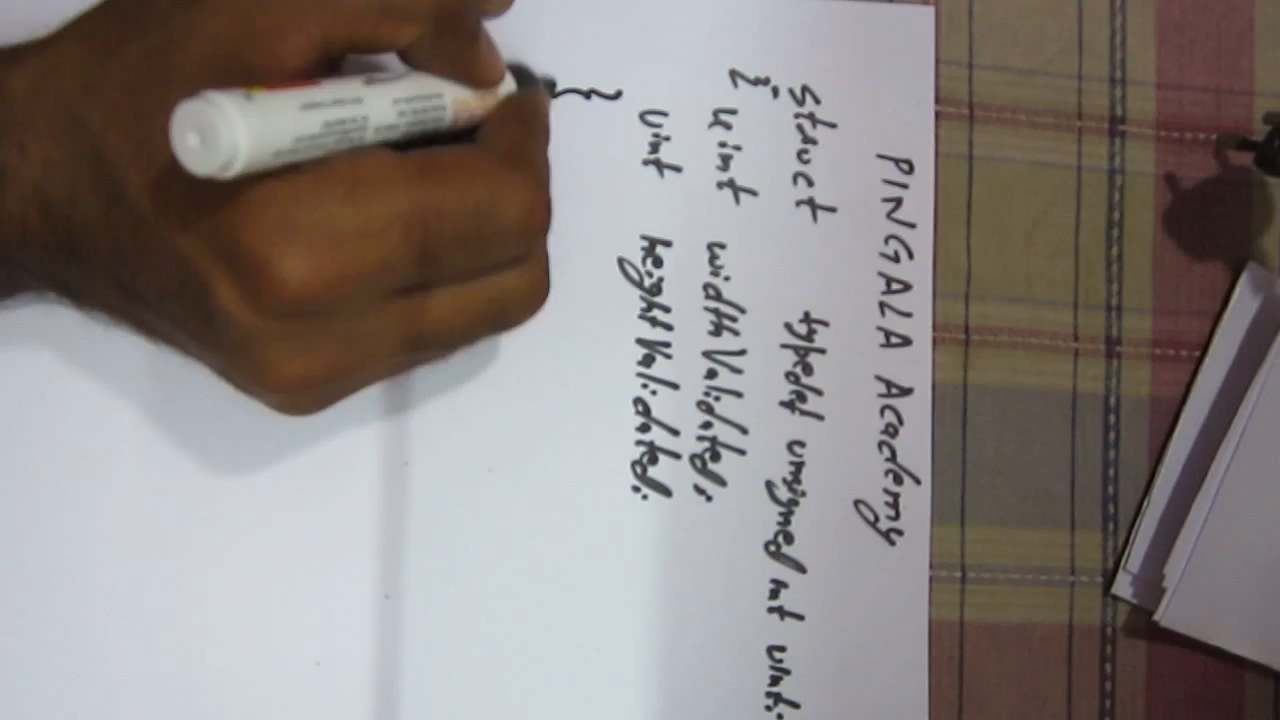 PINGALA Academy
struct typedef unsigned int uint;
{
uint widthValidated;
uint heightValidated;
}